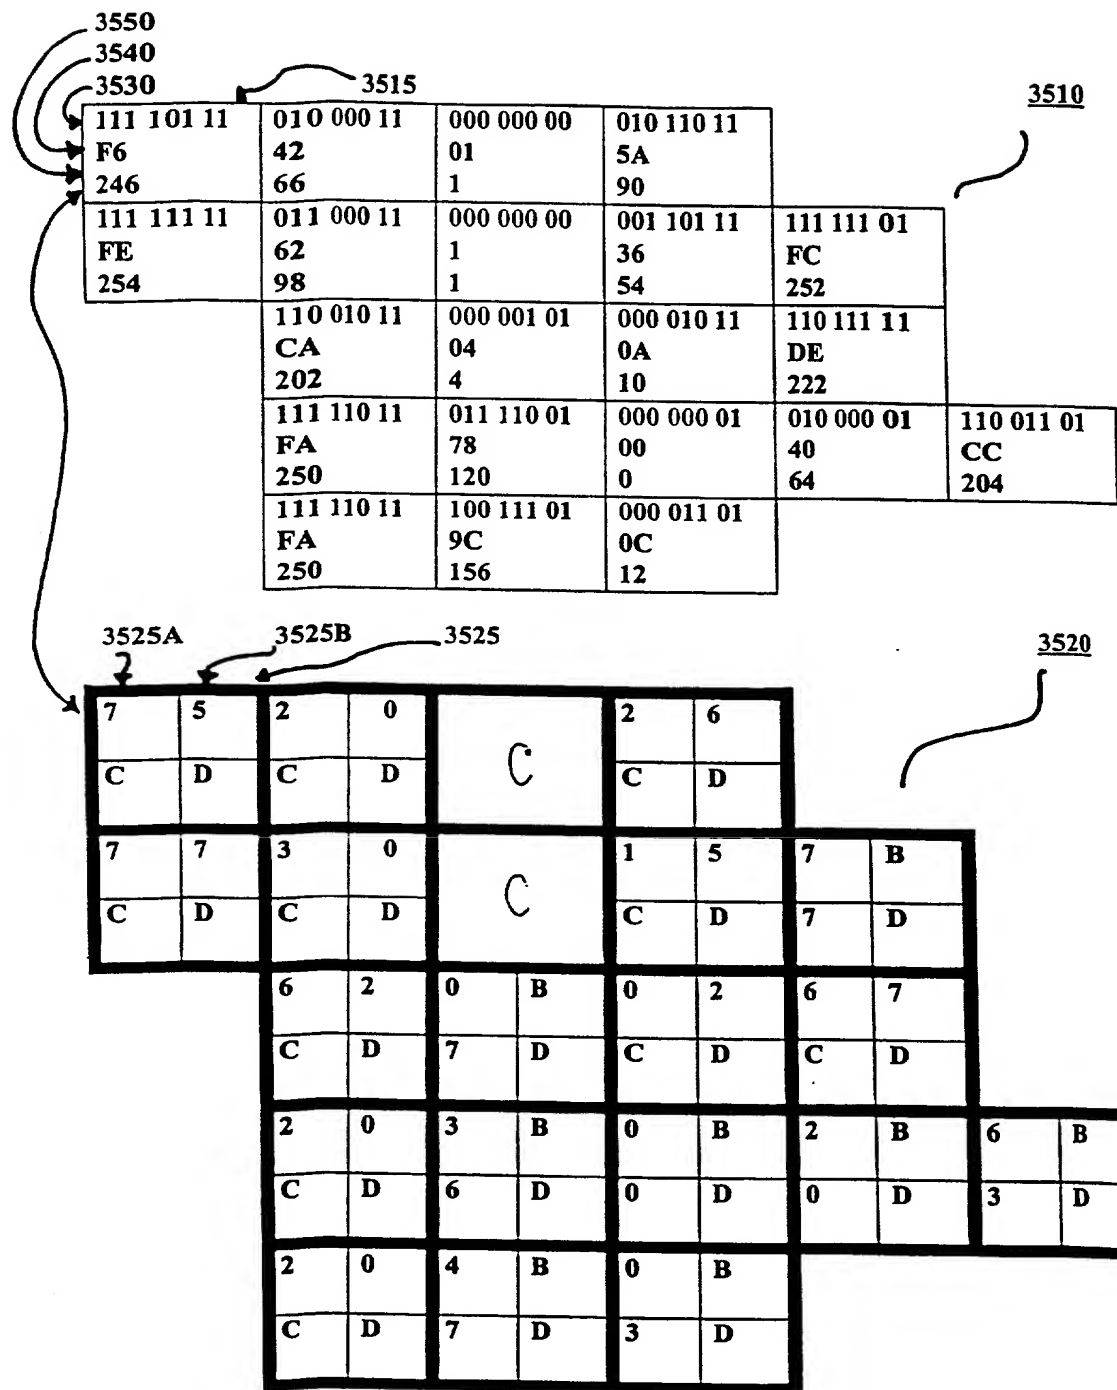 3550
3540
3530 3515 3510
111 101 11 010 000 11 000 000 00 010 110 11
F6 42 01 5A
246 66 1 90
111 111 11 011 000 11 000 000 00 001 101 11 111 111 01
FE 62 1 36 FC
254 98 1 54 252
110 010 11 000 001 01 000 010 11 110 111 11
CA 04 0A DE
202 4 10 222
111 110 11 011 110 01 000 000 01 010 000 01 110 011 01
FA 78 00 40 CC
250 120 0 64 204
111 110 11 100 111 01 000 011 01
FA 9C 0C
250 156 12
3525A 3525B 3525 3520
7 5 2 0 C 2 6
C D C D C D
7 7 3 0 C 1 5 7 B
C D C D C D 7 D
6 2 0 B 0 2 6 7
C D 7 D C D C D
2 0 3 B 0 B 2 B 6 B
C D 6 D 0 D 0 D 3 D
2 0 4 B 0 B
C D 7 D 3 D